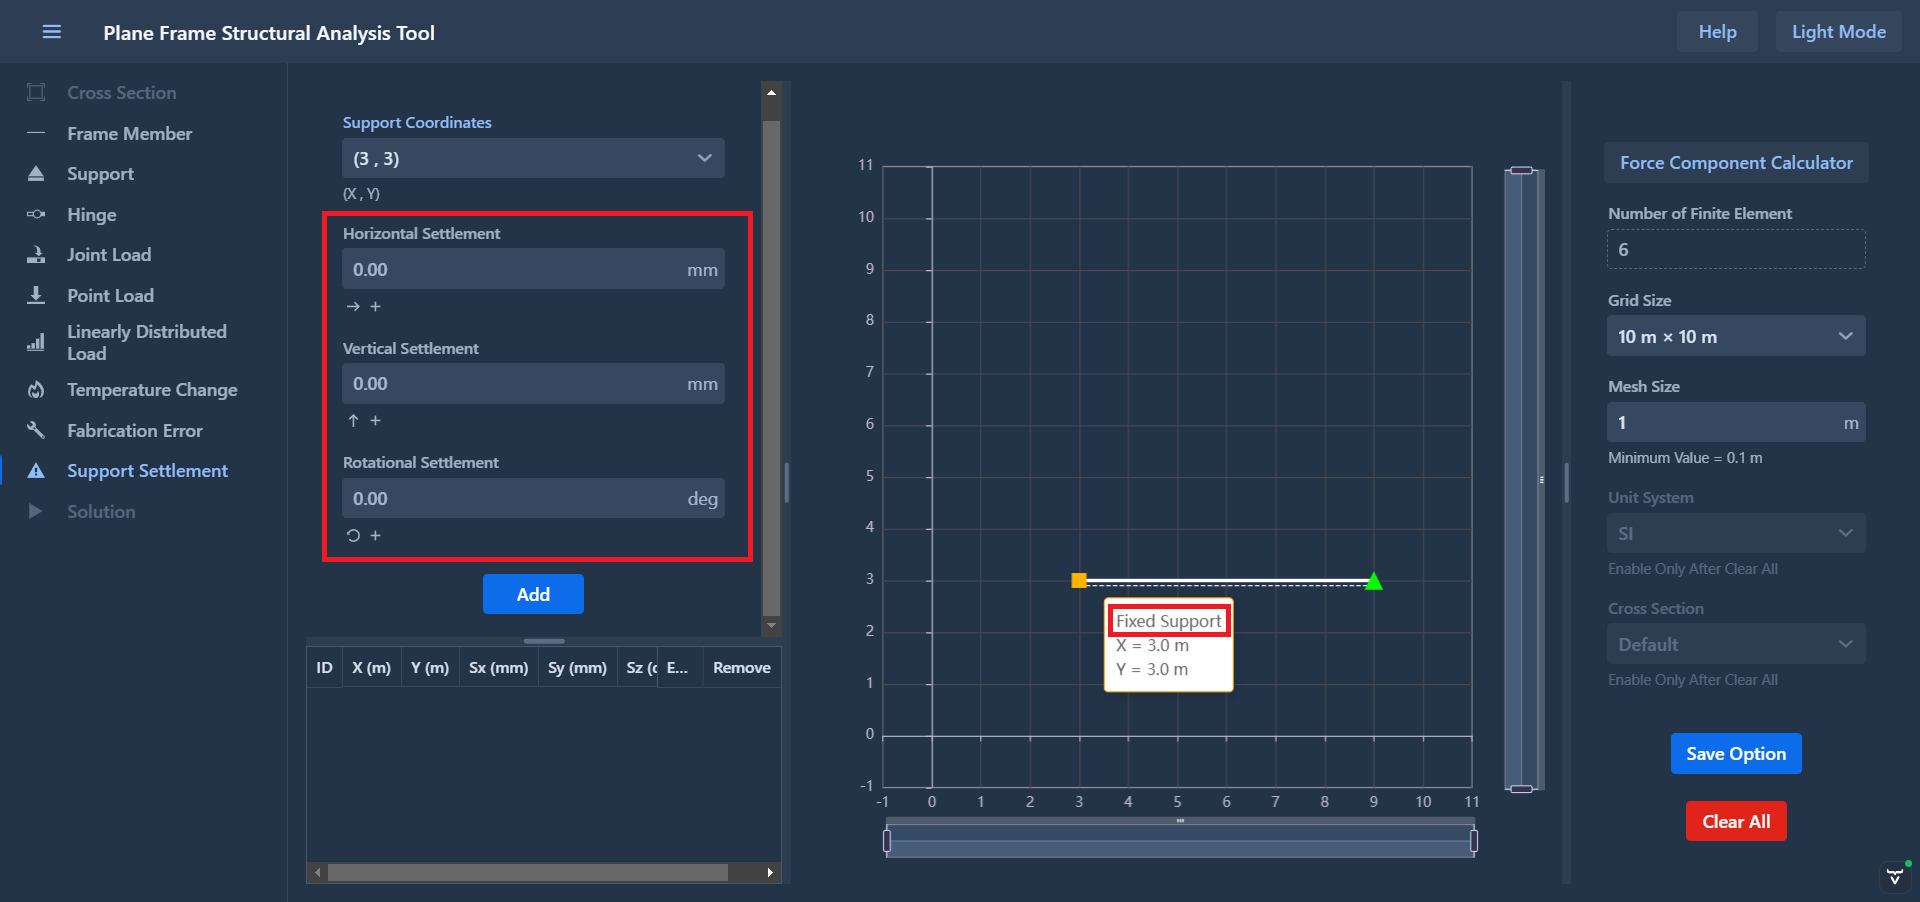 Plane Frame Structural Analysis Tool
Help
Light Mode
Cross Section
Frame Member
Support
Hinge
Joint Load
Point Load
Linearly Distributed
Load
Temperature Change
Fabrication Error
Support Settlement
Solution
Support Coordinates
(3 , 3)
(X , Y)
Horizontal Settlement
0.00 mm
→ +
Vertical Settlement
0.00 mm
↑ +
Rotational Settlement
0.00 deg
+
Add
ID X (m) Y (m) Sx (mm) Sy (mm) Sz (c E... Remove
11
10
9
8
7
6
5
4
3
2
1
0
-1
-1 0 1 2 3 4 5 6 7 8 9 10 11
Fixed Support
X = 3.0 m
Y = 3.0 m
Force Component Calculator
Number of Finite Element
6
Grid Size
10 m × 10 m
Mesh Size
1 m
Minimum Value = 0.1 m
Unit System
SI
Enable Only After Clear All
Cross Section
Default
Enable Only After Clear All
Save Option
Clear All